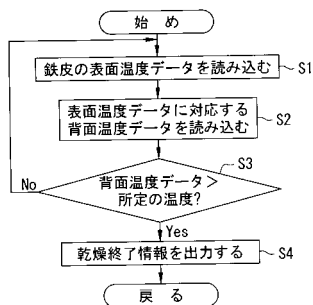 始め
鉄皮の表面温度データを読み込む
S1
表面温度データに対応する
背面温度データを読み込む
S2
S3
背面温度データ>
所定の温度?
No
Yes
乾燥終了情報を出力する
S4
戻る